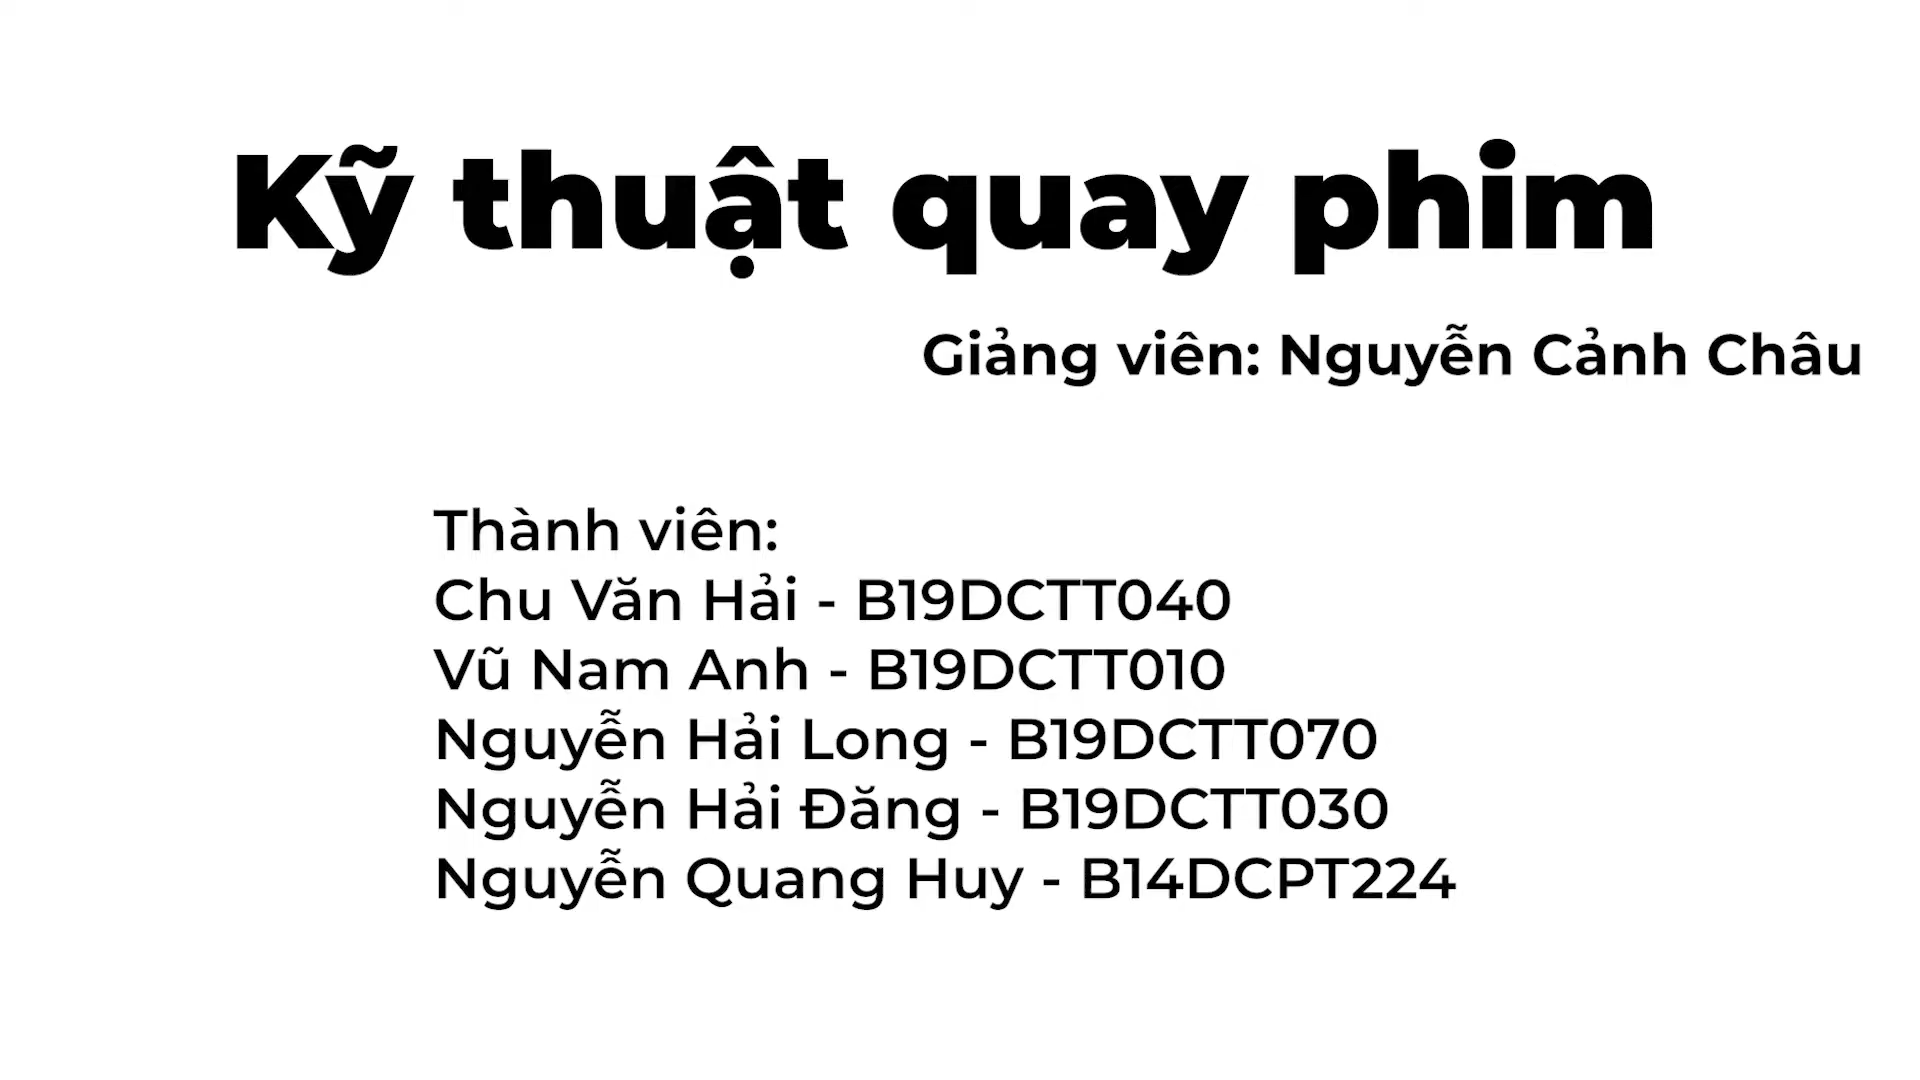 Kỹ thuật quay phim
Giảng viên: Nguyễn Cảnh Châu
Thành viên:
Chu Văn Hải - B19DCTT040
Vũ Nam Anh - B19DCTT010
Nguyễn Hải Long - B19DCTT070
Nguyễn Hải Đăng - B19DCTT030
Nguyễn Quang Huy - B14DCPT224